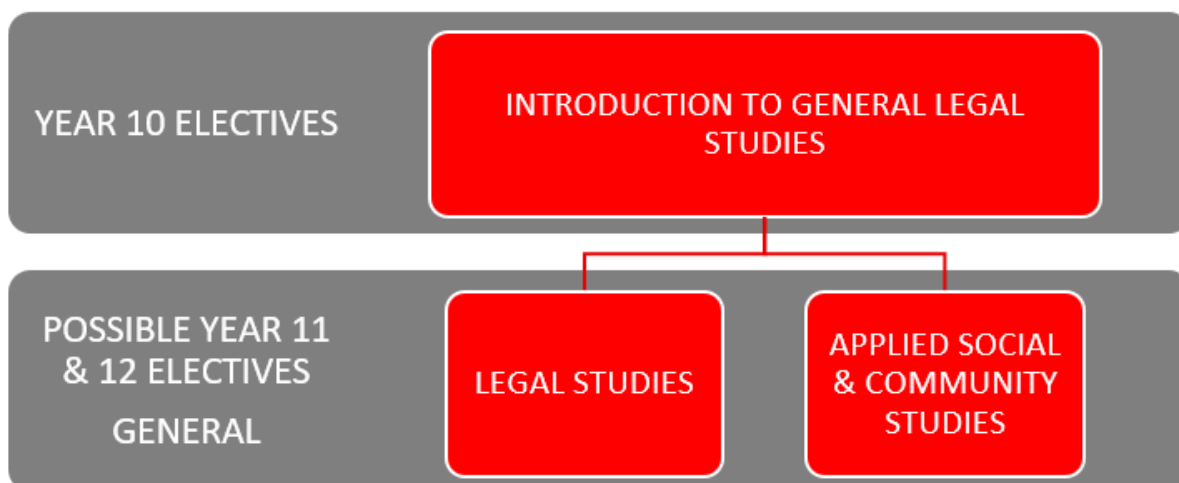 YEAR 10 ELECTIVES
INTRODUCTION TO GENERAL LEGAL
STUDIES
POSSIBLE YEAR 11
& 12 ELECTIVES
GENERAL
LEGAL STUDIES
APPLIED SOCIAL
& COMMUNITY
STUDIES